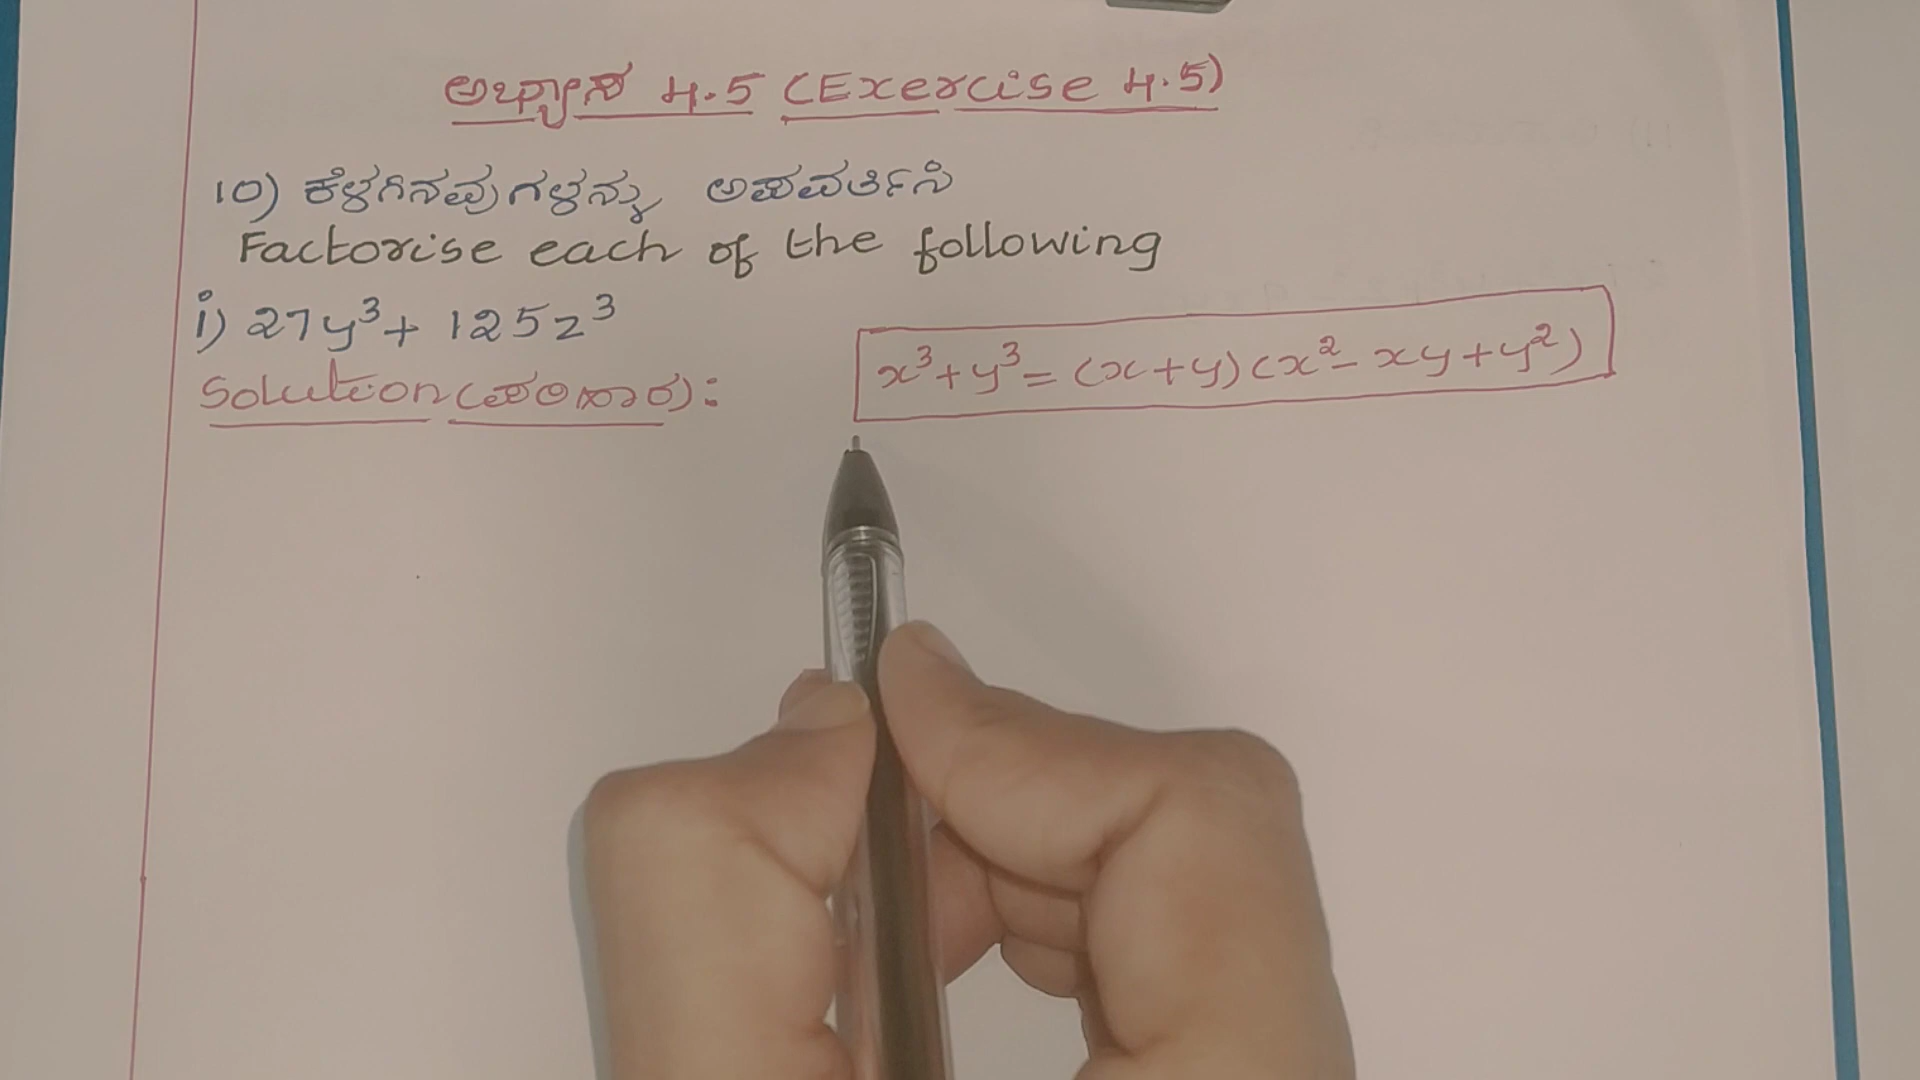 ಅಭ್ಯಾಸ 4.5 (Exercise 4.5)
10) ಕೆಳಗಿನವುಗಳನ್ನು ಅಪವರ್ತಿಸಿ
Factorise each of the following
i) 27y³ + 125z³
x³ + y³ = (x + y)(x² - xy + y²)
Solution (ಪರಿಹಾರ):